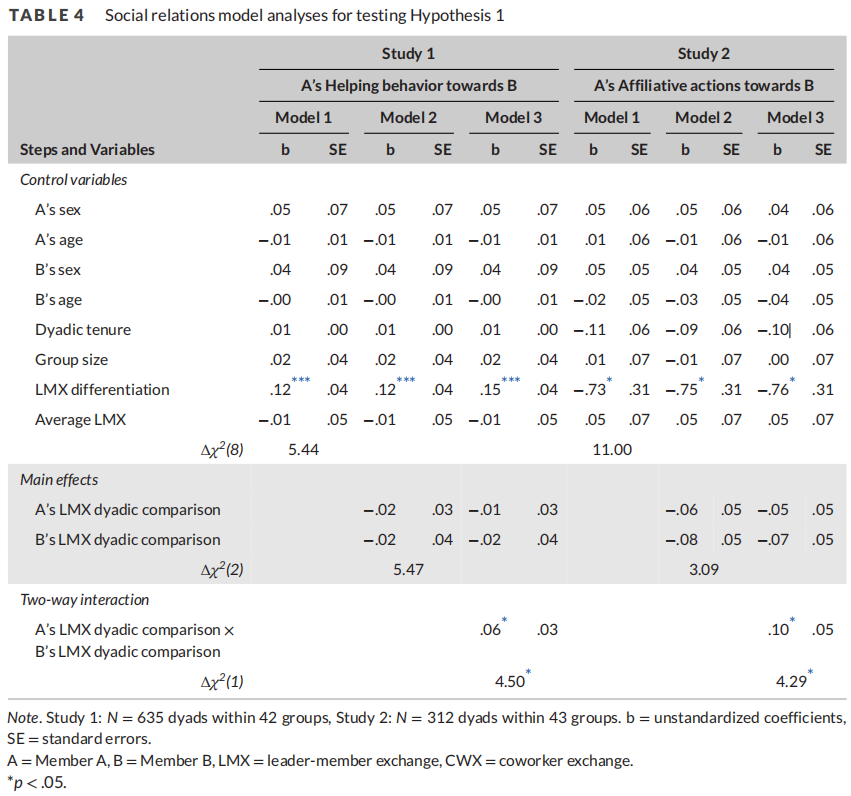 TABLE 4 Social relations model analyses for testing Hypothesis 1
Study 1 Study 2
A's Helping behavior towards B A's Affiliative actions towards B
Model 1 Model 2 Model 3 Model 1 Model 2 Model 3
Steps and Variables b SE b SE b SE b SE b SE b SE
Control variables
A's sex .05 .07 .05 .07 .05 .07 .05 .06 .05 .06 .04 .06
A's age −.01 .01 −.01 .01 −.01 .01 .01 .06 −.01 .06 −.01 .06
B's sex .04 .09 .04 .09 .04 .09 .05 .05 .04 .05 .04 .05
B's age −.00 .01 −.00 .01 −.00 .01 −.02 .05 −.03 .05 −.04 .05
Dyadic tenure .01 .00 .01 .00 .01 .00 −.11 .06 −.09 .06 −.10 .06
Group size .02 .04 .02 .04 .02 .04 .01 .07 −.01 .07 .00 .07
LMX differentiation .12*** .04 .12*** .04 .15*** .04 −.73* .31 −.75* .31 −.76* .31
Average LMX −.01 .05 −.01 .05 −.01 .05 .05 .07 .05 .07 .05 .07
Δχ²(8) 5.44 11.00
Main effects
A's LMX dyadic comparison −.02 .03 −.01 .03 −.06 .05 −.05 .05
B's LMX dyadic comparison −.02 .04 −.02 .04 −.08 .05 −.07 .05
Δχ²(2) 5.47 3.09
Two-way interaction
A's LMX dyadic comparison × .06* .03 .10* .05
B's LMX dyadic comparison
Δχ²(1) 4.50* 4.29*
Note. Study 1: N = 635 dyads within 42 groups, Study 2: N = 312 dyads within 43 groups. b = unstandardized coefficients,
SE = standard errors.
A = Member A, B = Member B, LMX = leader-member exchange, CWX = coworker exchange.
*p < .05.